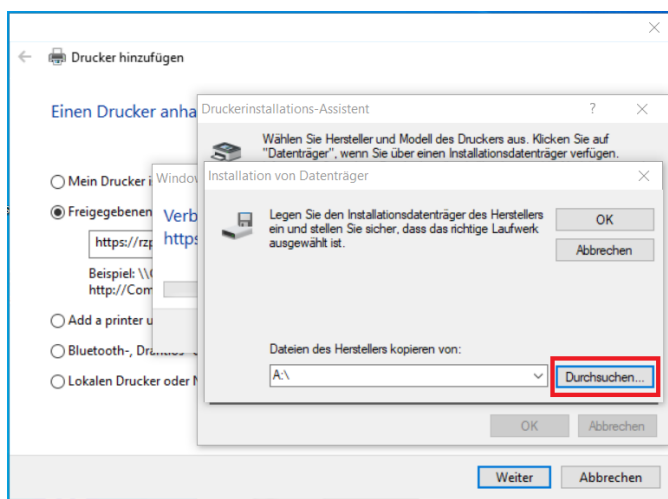 Drucker hinzufügen
Einen Drucker anha
Druckerinstallations-Assistent
?
Wählen Sie Hersteller und Modell des Druckers aus. Klicken Sie auf
"Datenträger", wenn Sie über einen Installationsdatenträger verfügen.
Mein Drucker i
Window
Installation von Datenträger
Freigegebenen
Verb
Legen Sie den Installationsdatenträger des Herstellers
ein und stellen Sie sicher, dass das richtige Laufwerk
ausgewählt ist.
OK
Abbrechen
https://rzp
https
Beispiel: \\C
http://Com
Add a printer u
Bluetooth-,
Lokalen Drucker oder N
Dateien des Herstellers kopieren von:
A:\
Durchsuchen...
OK
Abbrechen
Weiter
Abbrechen